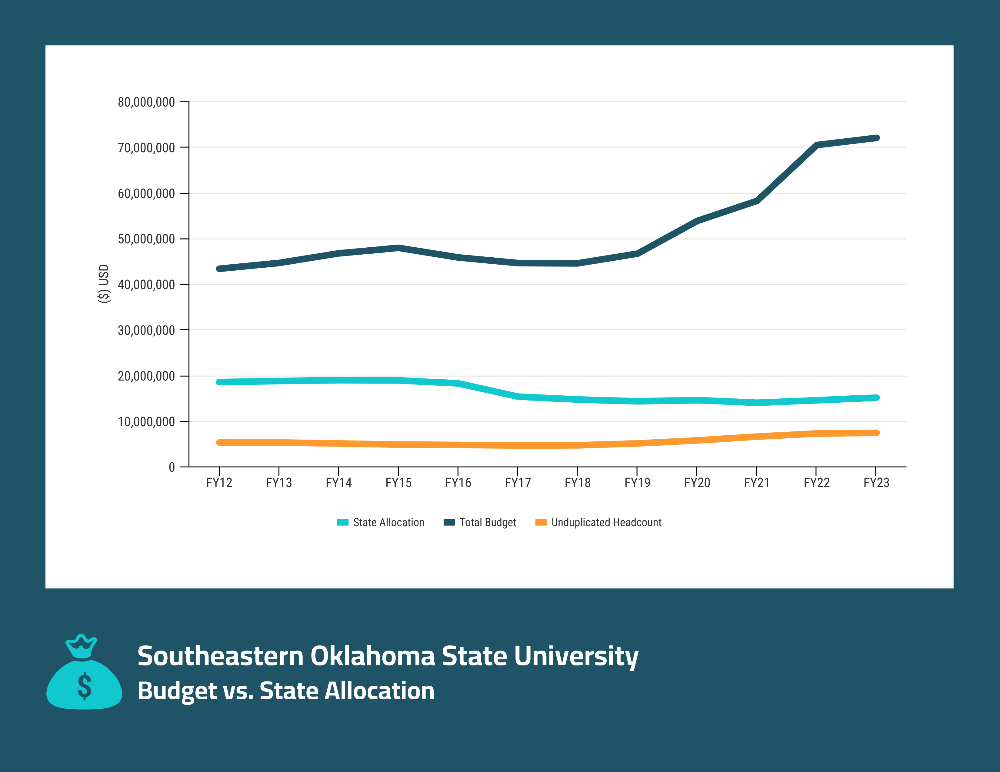 80,000,000
70,000,000
60,000,000
50,000,000
40,000,000
30,000,000
20,000,000
10,000,000
0
($) USD
FY12 FY13 FY14 FY15 FY16 FY17 FY18 FY19 FY20 FY21 FY22 FY23
State Allocation Total Budget Unduplicated Headcount
$
Southeastern Oklahoma State University
Budget vs. State Allocation